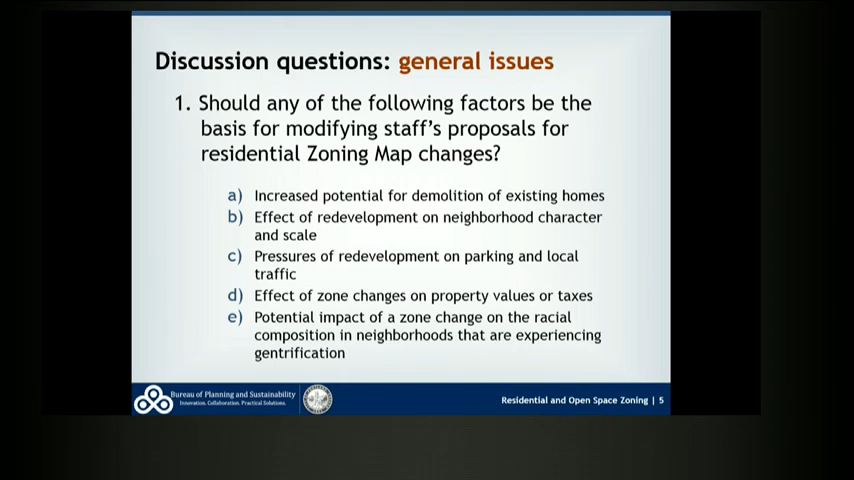 Discussion questions: general issues
1. Should any of the following factors be the
basis for modifying staff's proposals for
residential Zoning Map changes?
a) Increased potential for demolition of existing homes
b) Effect of redevelopment on neighborhood character
and scale
c) Pressures of redevelopment on parking and local
traffic
d) Effect of zone changes on property values or taxes
e) Potential impact of a zone change on the racial
composition in neighborhoods that are experiencing
gentrification
Bureau of Planning and Sustainability
Innovation. Collaboration. Practical Solutions.
Residential and Open Space Zoning | 5